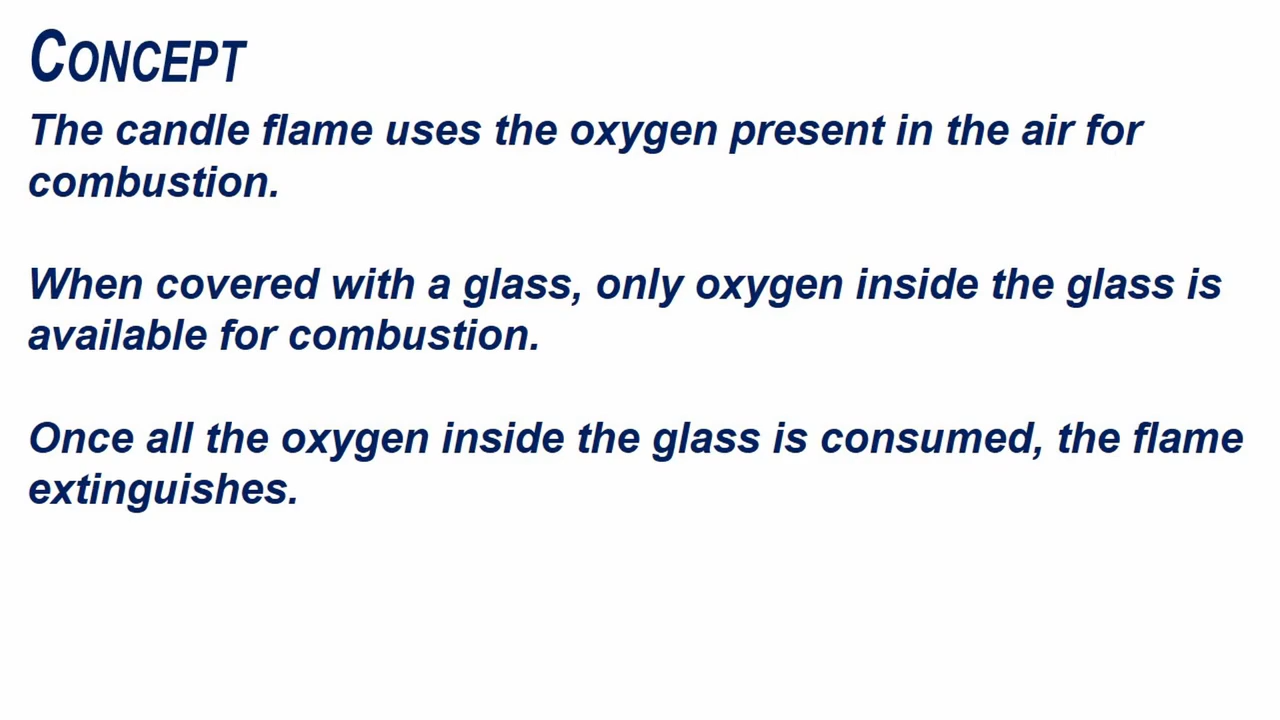 CONCEPT
The candle flame uses the oxygen present in the air for
combustion.
When covered with a glass, only oxygen inside the glass is
available for combustion.
Once all the oxygen inside the glass is consumed, the flame
extinguishes.